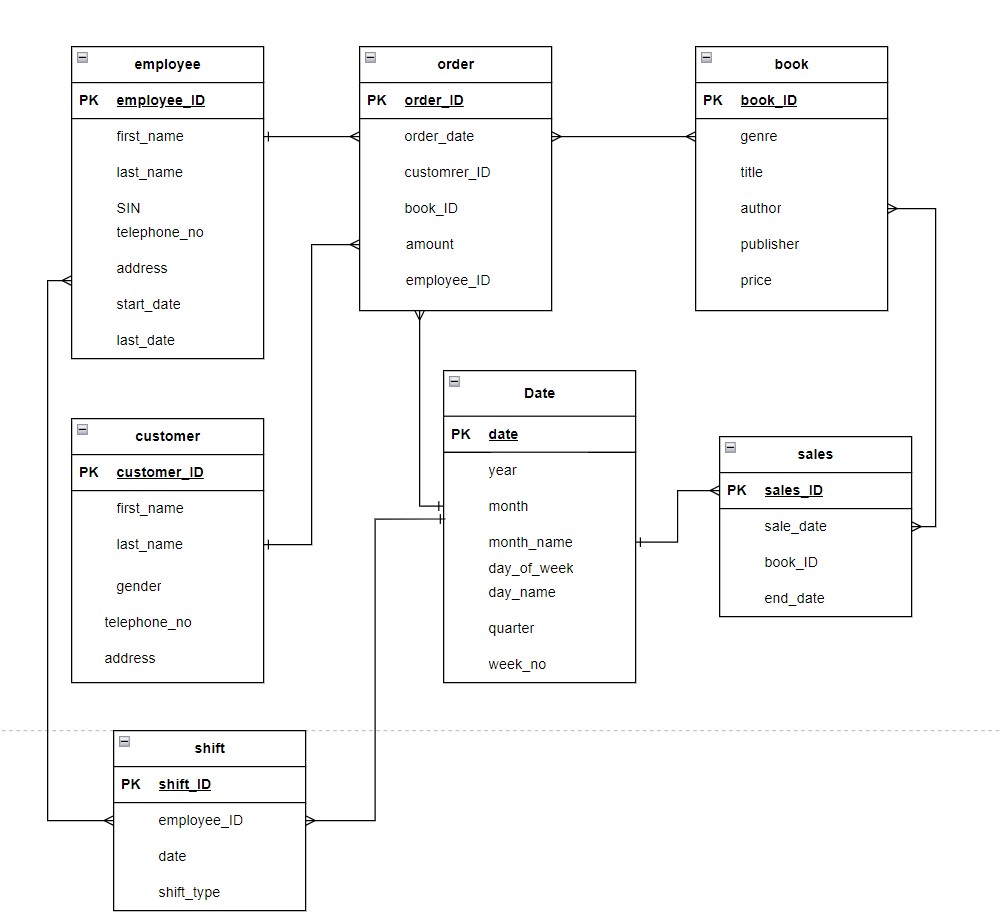 employee
PK employee_ID
first_name
last_name
SIN
telephone_no
address
start_date
last_date
order
PK order_ID
order_date
customrer_ID
book_ID
amount
employee_ID
book
PK book_ID
genre
title
author
publisher
price
customer
PK customer_ID
first_name
last_name
gender
telephone_no
address
Date
PK date
year
month
month_name
day_of_week
day_name
quarter
week_no
sales
PK sales_ID
sale_date
book_ID
end_date
shift
PK shift_ID
employee_ID
date
shift_type